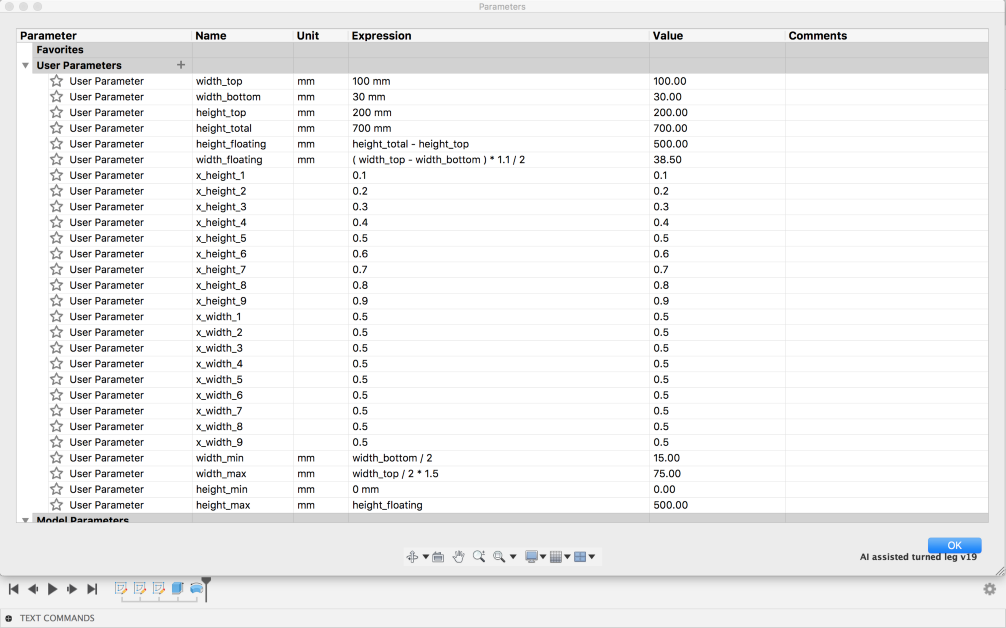 Parameters
Parameter Name Unit Expression Value Comments
Favorites
User Parameters +
User Parameter width_top mm 100 mm 100.00
User Parameter width_bottom mm 30 mm 30.00
User Parameter height_top mm 200 mm 200.00
User Parameter height_total mm 700 mm 700.00
User Parameter height_floating mm height_total - height_top 500.00
User Parameter width_floating mm ( width_top - width_bottom ) * 1.1 / 2 38.50
User Parameter x_height_1 0.1 0.1
User Parameter x_height_2 0.2 0.2
User Parameter x_height_3 0.3 0.3
User Parameter x_height_4 0.4 0.4
User Parameter x_height_5 0.5 0.5
User Parameter x_height_6 0.6 0.6
User Parameter x_height_7 0.7 0.7
User Parameter x_height_8 0.8 0.8
User Parameter x_height_9 0.9 0.9
User Parameter x_width_1 0.5 0.5
User Parameter x_width_2 0.5 0.5
User Parameter x_width_3 0.5 0.5
User Parameter x_width_4 0.5 0.5
User Parameter x_width_5 0.5 0.5
User Parameter x_width_6 0.5 0.5
User Parameter x_width_7 0.5 0.5
User Parameter x_width_8 0.5 0.5
User Parameter x_width_9 0.5 0.5
User Parameter width_min mm width_bottom / 2 15.00
User Parameter width_max mm width_top / 2 * 1.5 75.00
User Parameter height_min mm 0 mm 0.00
User Parameter height_max mm height_floating 500.00
Model Parameters
OK
AI assisted turned leg v19
TEXT COMMANDS